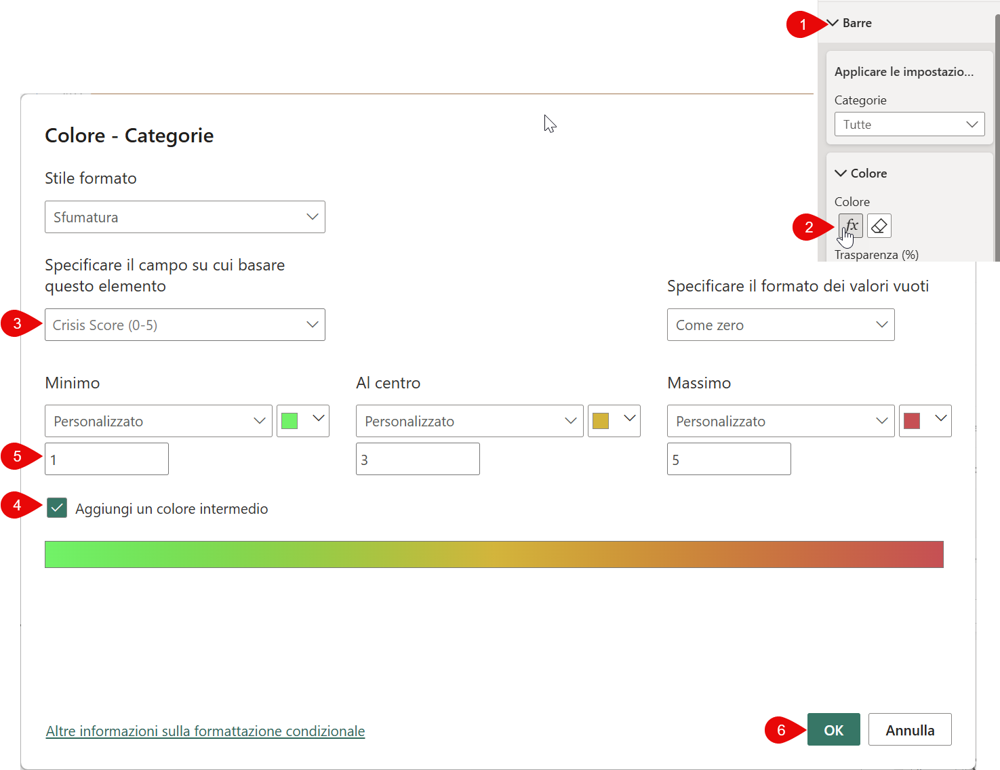 1
Barre
Applicare le impostazio...
Categorie
Tutte
Colore
Colore
2
fx
Trasparenza (%)
Colore - Categorie
Stile formato
Sfumatura
Specificare il campo su cui basare
questo elemento
Specificare il formato dei valori vuoti
3
Crisis Score (0-5)
Come zero
Minimo
Al centro
Massimo
Personalizzato
Personalizzato
Personalizzato
5
1
3
5
4
Aggiungi un colore intermedio
Altre informazioni sulla formattazione condizionale
6
OK
Annulla